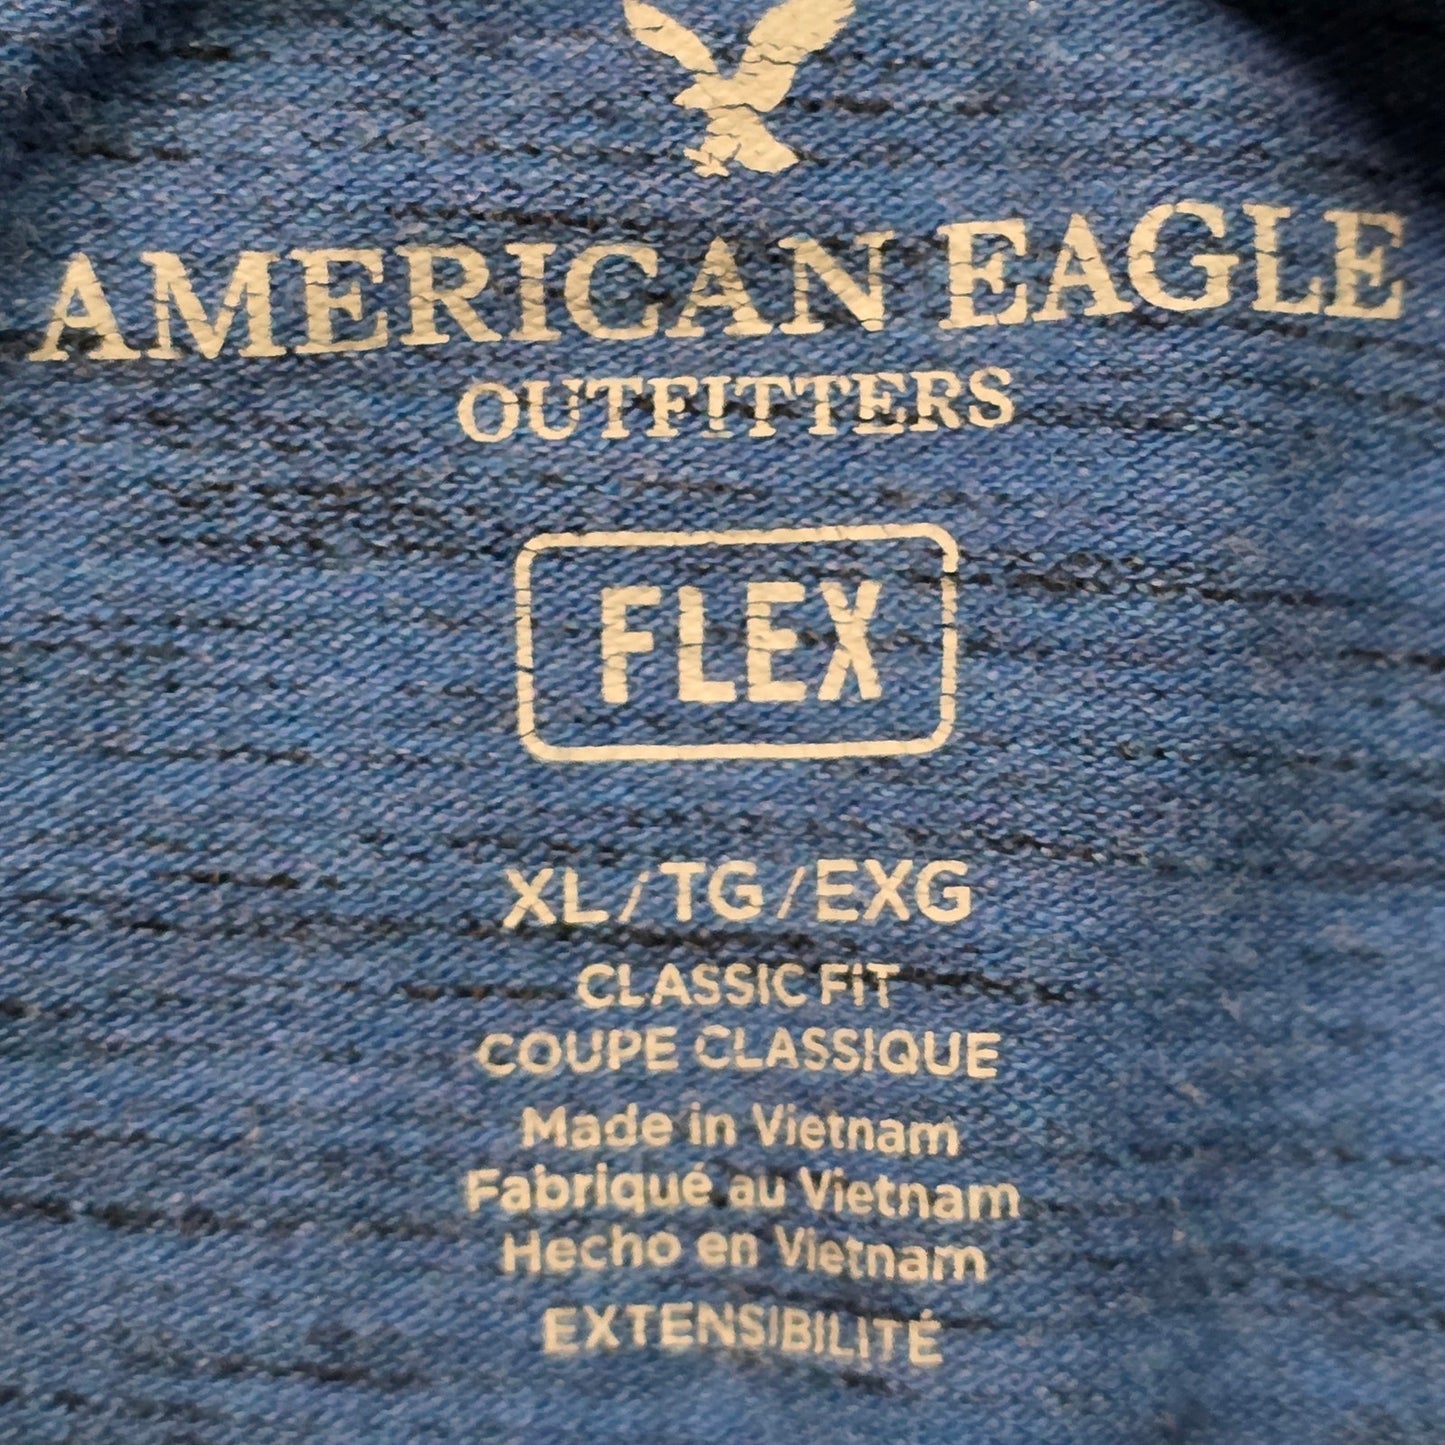 AMERICAN EAGLE
OUTFITTERS
FLEX
XL/TG/EXG
CLASSIC FIT
COUPE CLASSIQUE
Made in Vietnam
Fabriqué au Vietnam
Hecho en Vietnam
EXTENSIBILITÉ